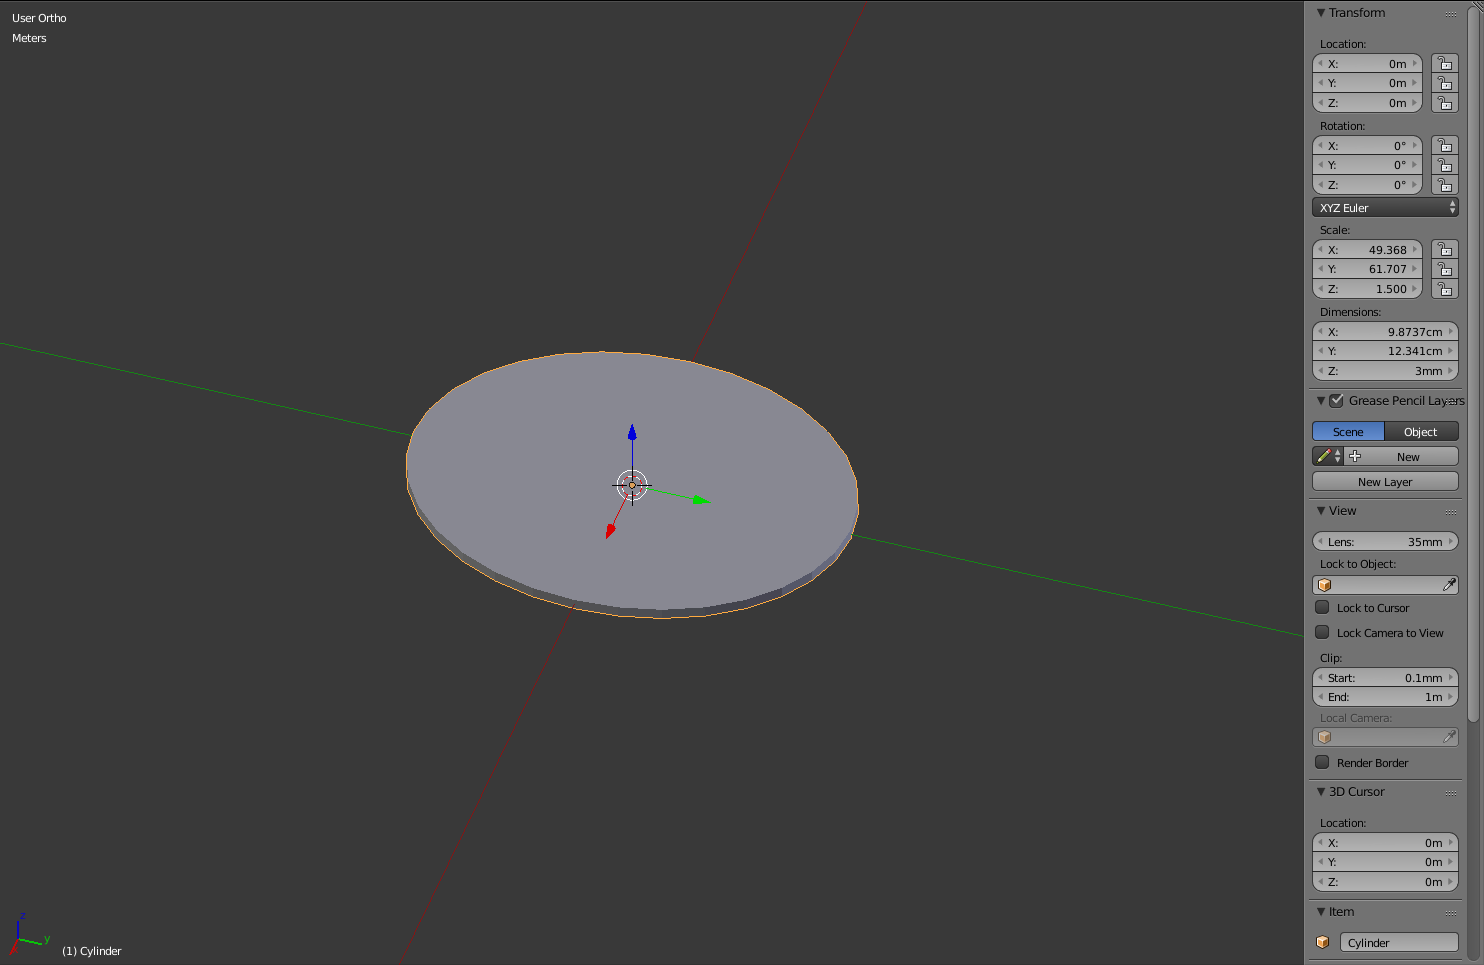 User Ortho
Meters
z
y
(1) Cylinder
Transform
Location:
X: 0m
Y: 0m
Z: 0m
Rotation:
X: 0°
Y: 0°
Z: 0°
XYZ Euler
Scale:
X: 49.368
Y: 61.707
Z: 1.500
Dimensions:
X: 9.8737cm
Y: 12.341cm
Z: 3mm
Grease Pencil Layers
Scene Object
New
New Layer
View
Lens: 35mm
Lock to Object:
Lock to Cursor
Lock Camera to View
Clip:
Start: 0.1mm
End: 1m
Local Camera:
Render Border
3D Cursor
Location:
X: 0m
Y: 0m
Z: 0m
Item
Cylinder